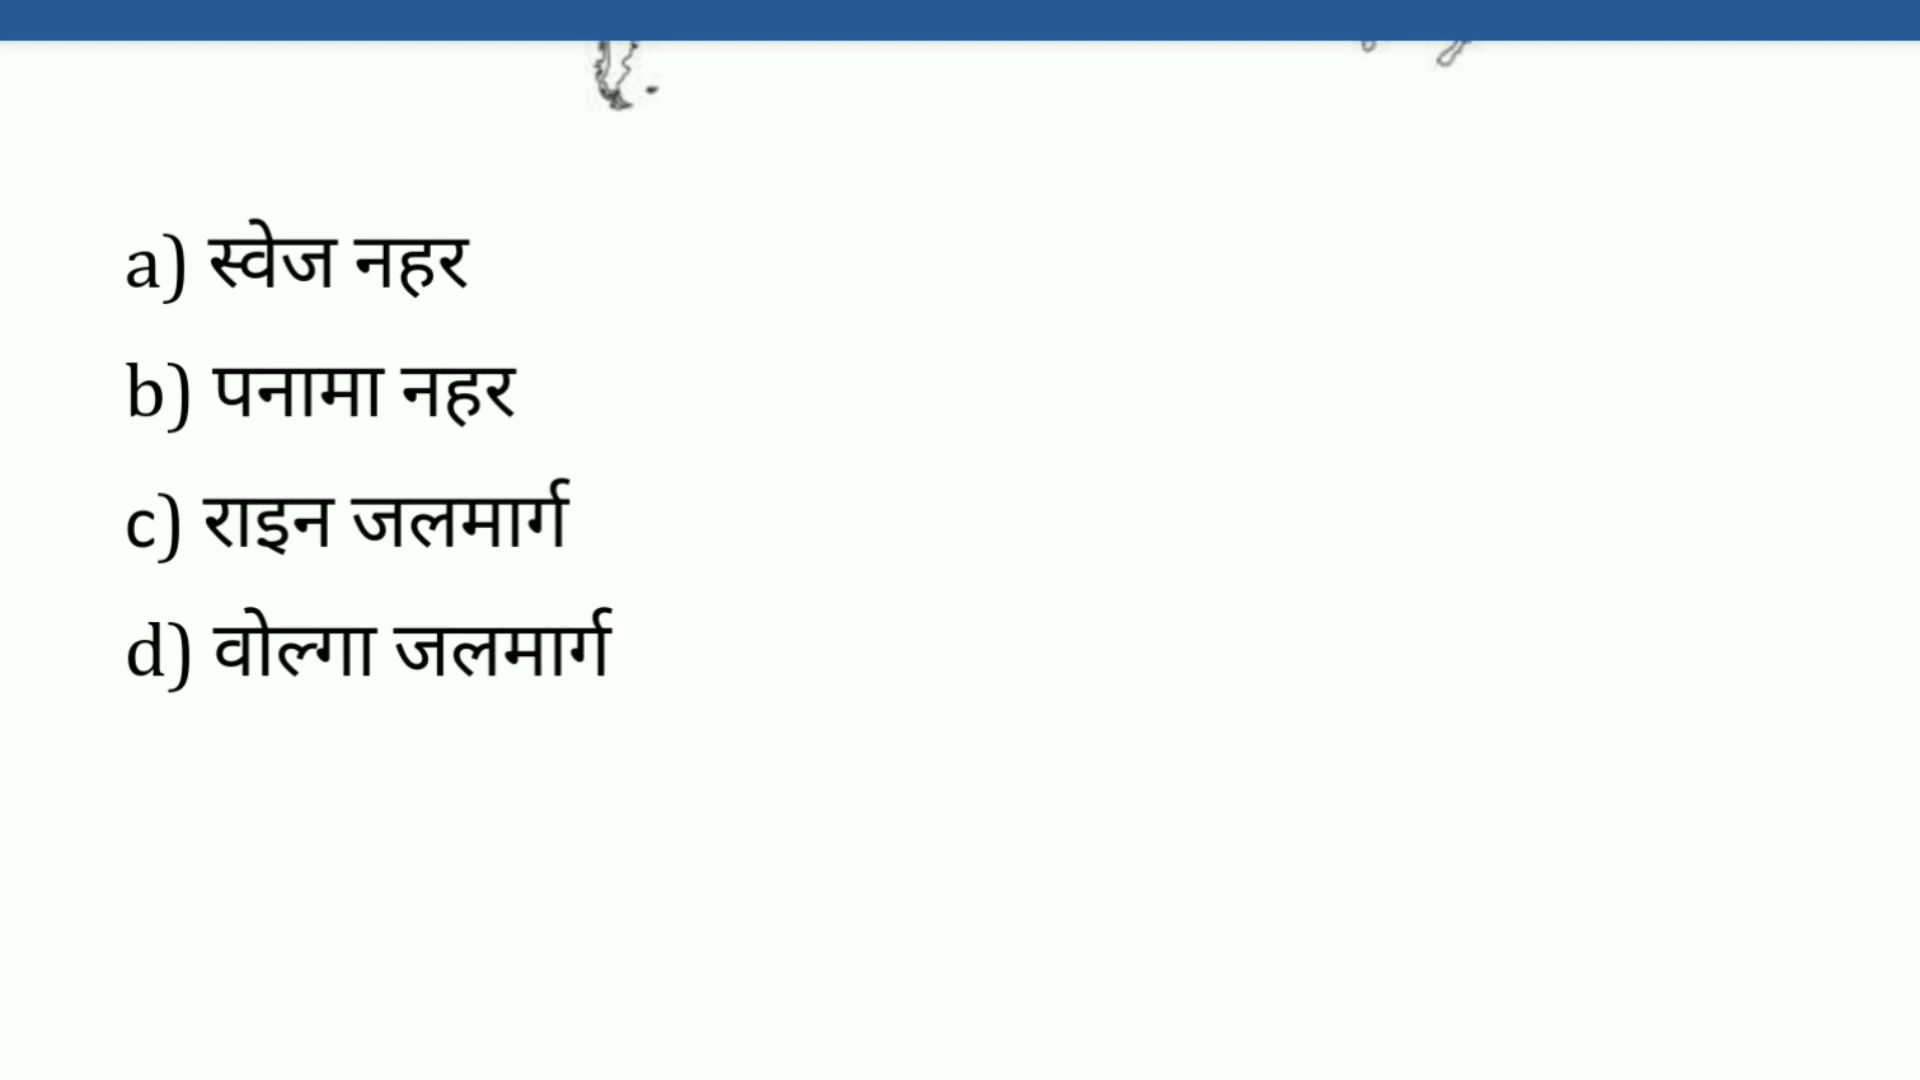 a) स्वेज नहर
b) पनामा नहर
c) राइन जलमार्ग
d) वोल्गा जलमार्ग